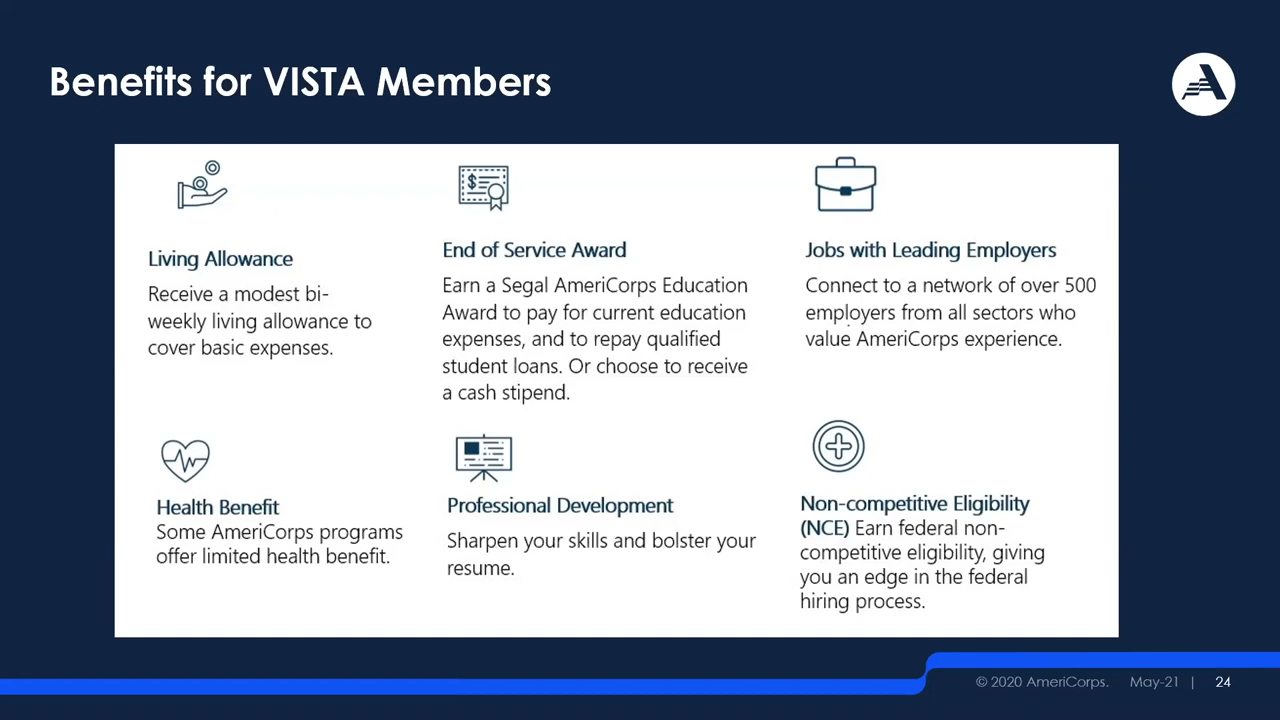 Benefits for VISTA Members
Living Allowance
Receive a modest bi-
weekly living allowance to
cover basic expenses.
$
End of Service Award
Earn a Segal AmeriCorps Education
Award to pay for current education
expenses, and to repay qualified
student loans. Or choose to receive
a cash stipend.
Jobs with Leading Employers
Connect to a network of over 500
employers from all sectors who
value AmeriCorps experience.
Health Benefit
Some AmeriCorps programs
offer limited health benefit.
Professional Development
Sharpen your skills and bolster your
resume.
Non-competitive Eligibility
(NCE) Earn federal non-
competitive eligibility, giving
you an edge in the federal
hiring process.
© 2020 AmeriCorps. May-21 | 24